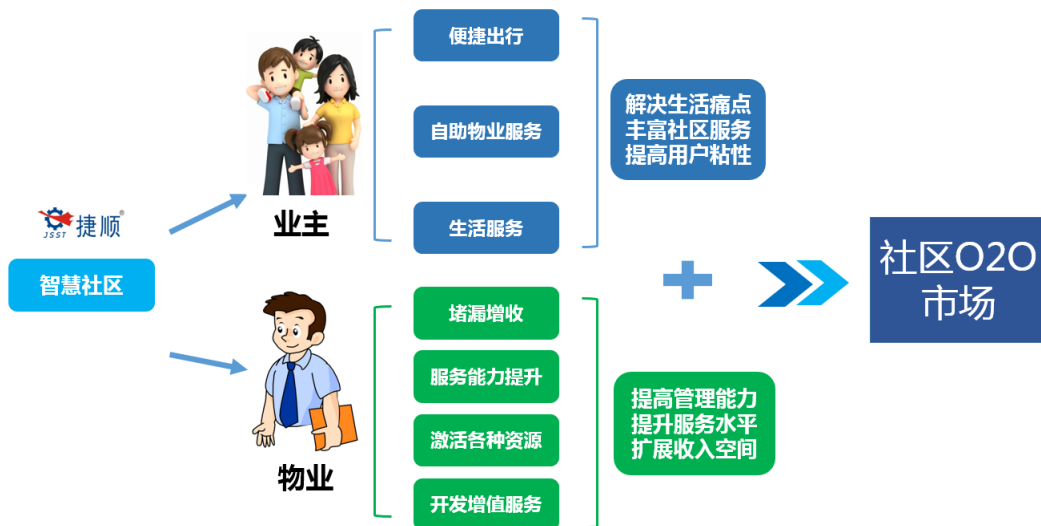 捷顺®
JSST
智慧社区
业主
便捷出行
自助物业服务
生活服务
解决生活痛点
丰富社区服务
提高用户粘性
物业
堵漏增收
服务能力提升
激活各种资源
开发增值服务
提高管理能力
提升服务水平
扩展收入空间
社区O2O
市场